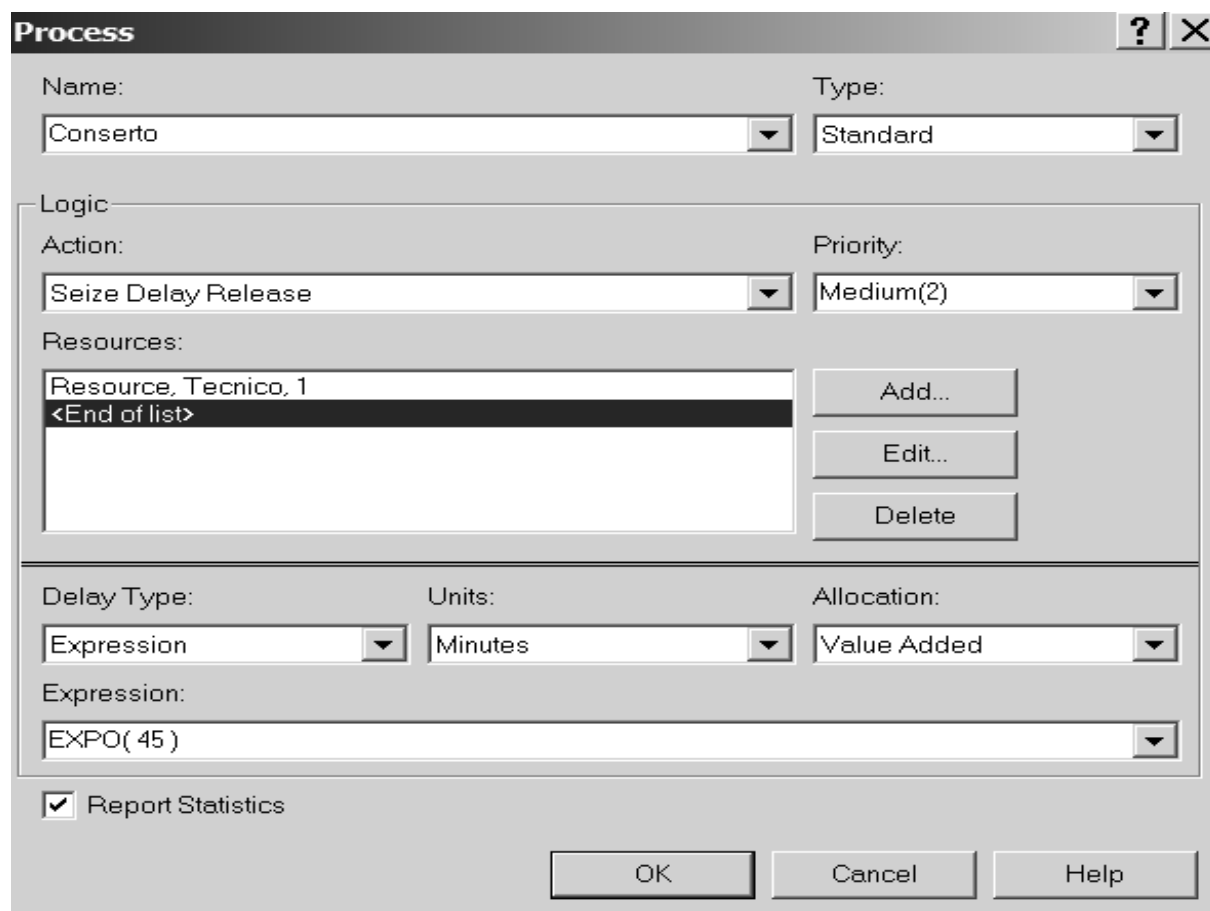 Process ? X
Name: Type:
Conserto Standard
Logic
Action: Priority:
Seize Delay Release Medium(2)
Resources:
Resource, Tecnico, 1
<End of list>
Add...
Edit...
Delete
Delay Type: Units: Allocation:
Expression Minutes Value Added
Expression:
EXPO( 45 )
Report Statistics
OK Cancel Help